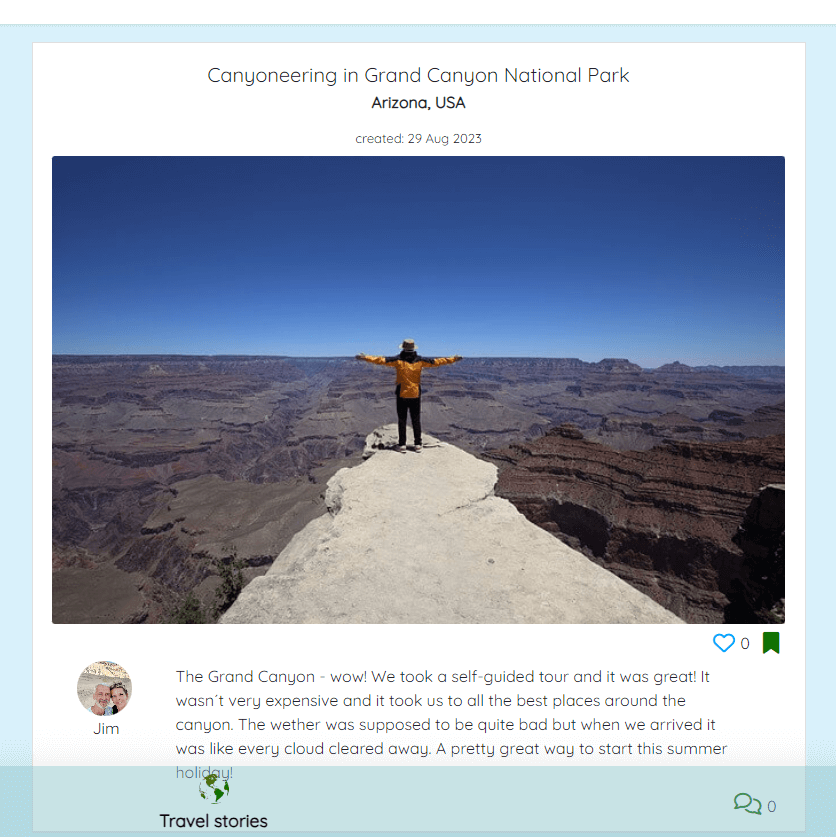 Canyoneering in Grand Canyon National Park
Arizona, USA
created: 29 Aug 2023
0
Jim
The Grand Canyon - wow! We took a self-guided tour and it was great! It
wasn´t very expensive and it took us to all the best places around the
canyon. The wether was supposed to be quite bad but when we arrived it
was like every cloud cleared away. A pretty great way to start this summer
holiday!
Travel stories
0